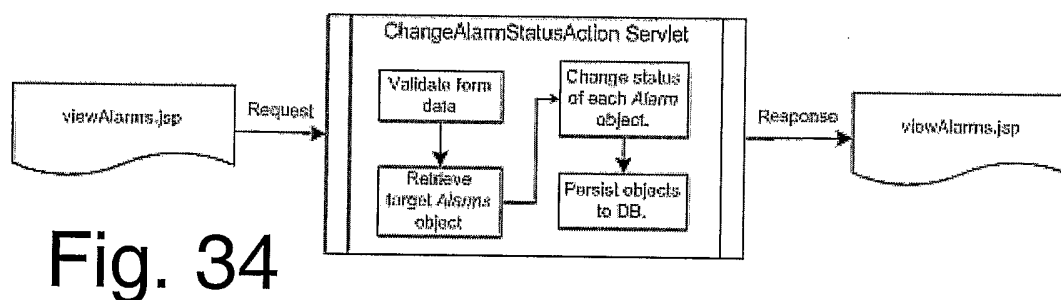 ChangeAlarmStatusAction Servlet
viewAlarms.jsp
Request
Validate form
data
Retrieve
target Alarms
object
Change status
of each Alarm
object.
Persist objects
to DB.
Response
viewAlarms.jsp
Fig. 34